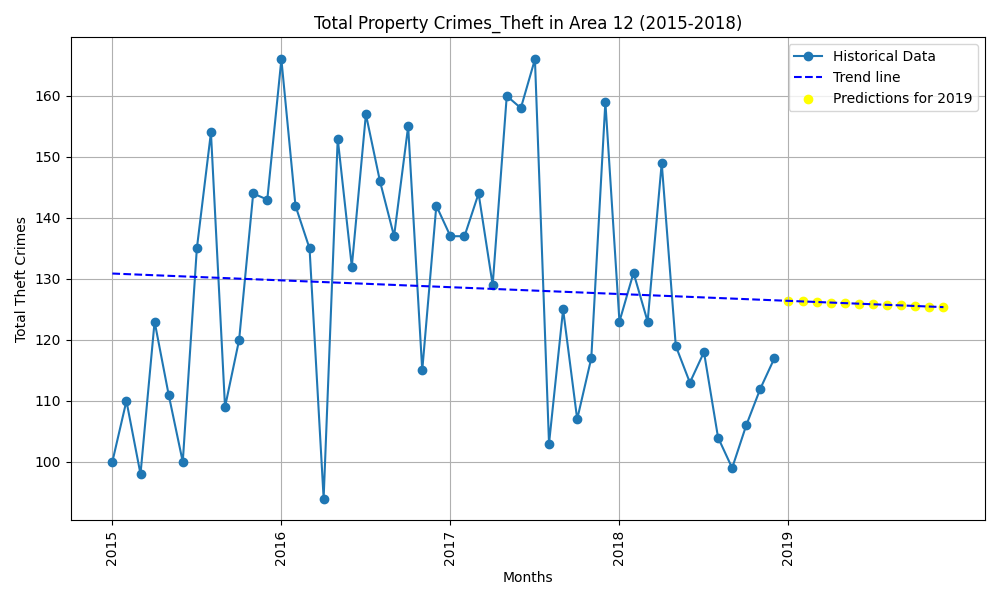 Total Property Crimes_Theft in Area 12 (2015-2018)
Historical Data
Trend line
Predictions for 2019
Total Theft Crimes
160
150
140
130
120
110
100
2015
2016
2017
2018
2019
Months